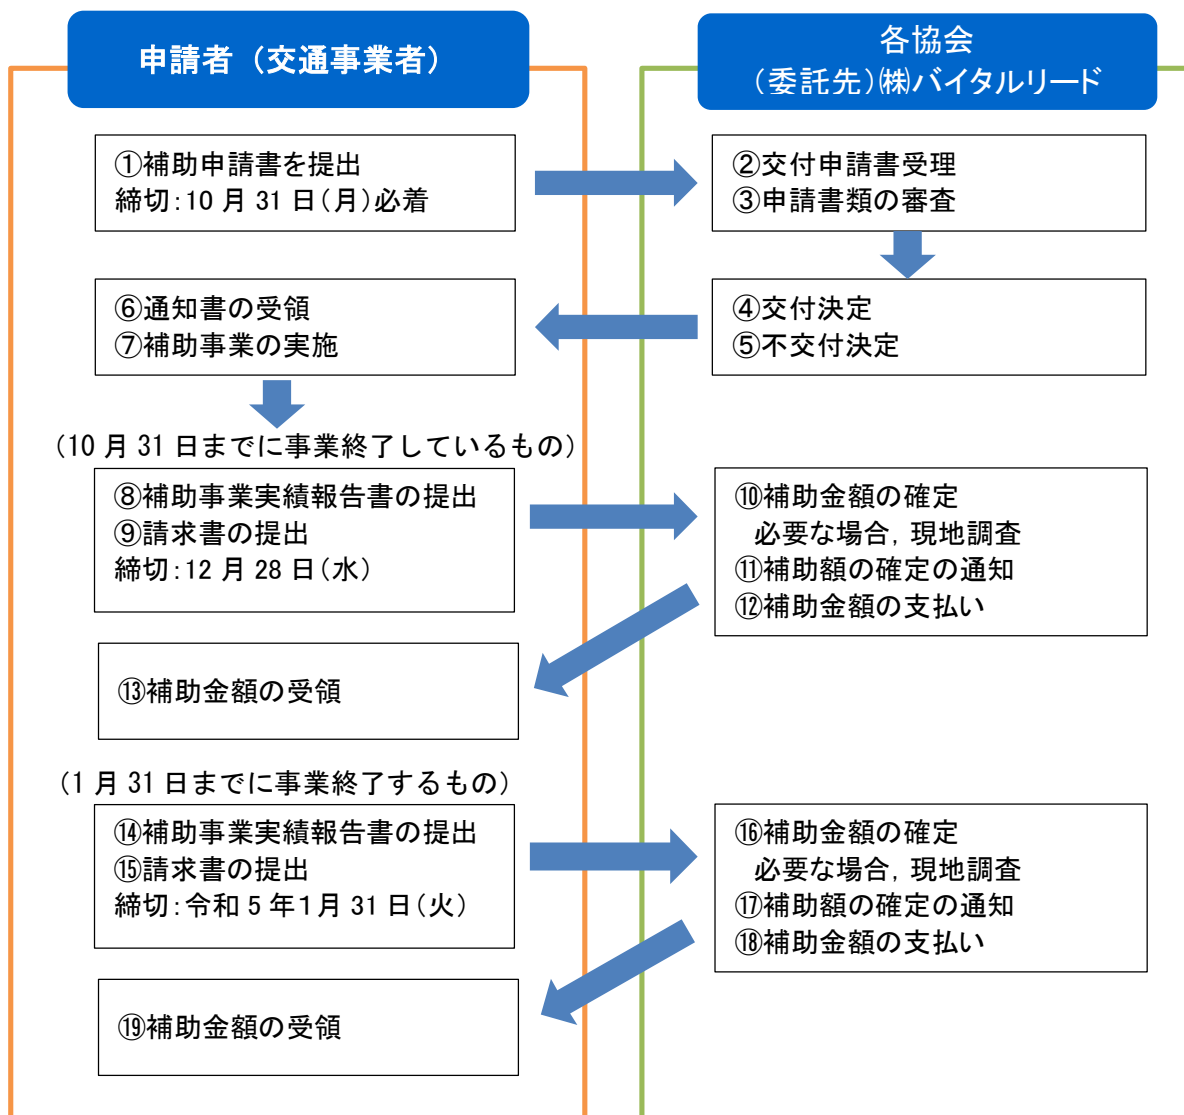 申請者（交通事業者）
各協会
（委託先）㈱バイタルリード
①補助申請書を提出
締切：10月31日（月）必着
②交付申請書受理
③申請書類の審査
⑥通知書の受領
⑦補助事業の実施
④交付決定
⑤不交付決定
（10月31日までに事業終了しているもの）
⑧補助事業実績報告書の提出
⑨請求書の提出
締切：12月28日（水）
⑩補助金額の確定
必要な場合，現地調査
⑪補助額の確定の通知
⑫補助金額の支払い
⑬補助金額の受領
（1月31日までに事業終了するもの）
⑭補助事業実績報告書の提出
⑮請求書の提出
締切：令和5年1月31日（火）
⑯補助金額の確定
必要な場合，現地調査
⑰補助額の確定の通知
⑱補助金額の支払い
⑲補助金額の受領